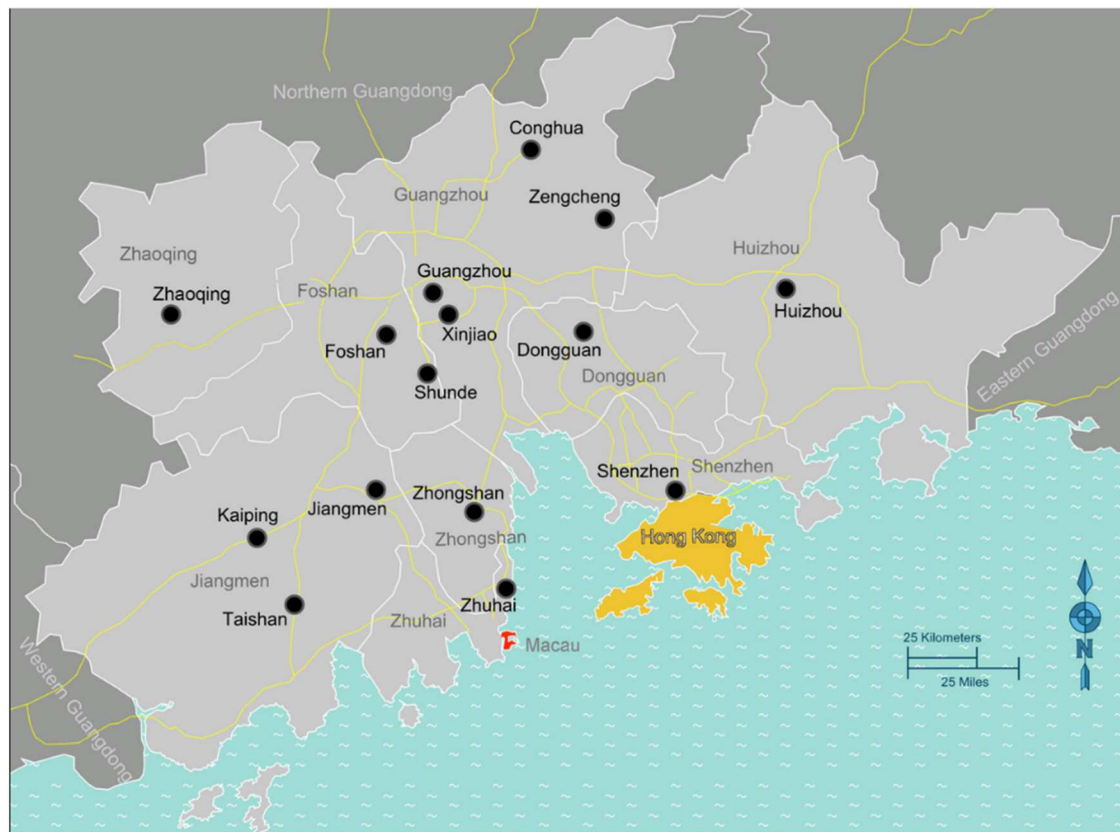 Northern Guangdong
Conghua
Guangzhou
Zengcheng
Zhaoqing
Huizhou
Guangzhou
Foshan
Zhaoqing
Huizhou
Xinjiao
Foshan
Dongguan
Dongguan
Shunde
Eastern Guangdong
Shenzhen
Shenzhen
Zhongshan
Jiangmen
Kaiping
Hong Kong
Zhongshan
Jiangmen
Zhuhai
Taishan
Zhuhai
Macau
25 Kilometers
25 Miles
N
Western Guangdong